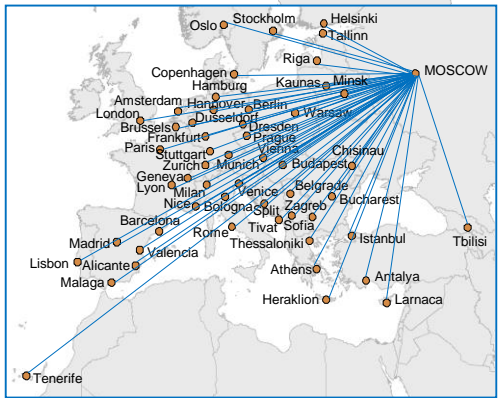 Oslo
Stockholm
Helsinki
Tallinn
Riga
MOSCOW
Copenhagen
Hamburg
Kaunas
Minsk
Amsterdam
Hannover
Berlin
London
Dusseldorf
Warsaw
Brussels
Dresden
Frankfurt
Prague
Paris
Vienna
Stuttgart
Munich
Budapest
Chisinau
Zurich
Geneva
Lyon
Milan
Venice
Belgrade
Nice
Bologna
Zagreb
Bucharest
Split
Barcelona
Rome
Tivat
Sofia
Madrid
Thessaloniki
Istanbul
Tbilisi
Valencia
Lisbon
Alicante
Athens
Malaga
Antalya
Heraklion
Larnaca
Tenerife